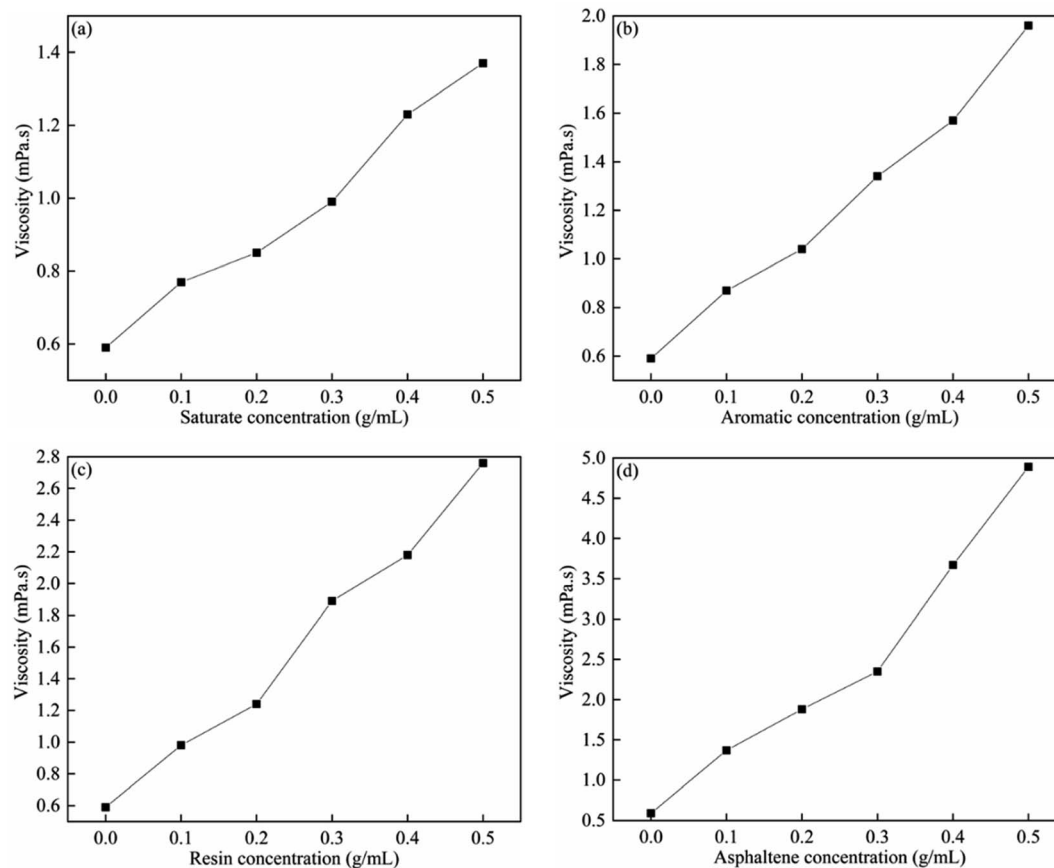 (a)
1.4
1.2
1.0
0.8
0.6
Viscosity (mPa.s)
0.0 0.1 0.2 0.3 0.4 0.5
Saturate concentration (g/mL)
(b)
2.0
1.8
1.6
1.4
1.2
1.0
0.8
0.6
Viscosity (mPa.s)
0.0 0.1 0.2 0.3 0.4 0.5
Aromatic concentration (g/mL)
(c)
2.8
2.6
2.4
2.2
2.0
1.8
1.6
1.4
1.2
1.0
0.8
0.6
Viscosity (mPa.s)
0.0 0.1 0.2 0.3 0.4 0.5
Resin concentration (g/mL)
(d)
5.0
4.5
4.0
3.5
3.0
2.5
2.0
1.5
1.0
0.5
Viscosity (mPa.s)
0.0 0.1 0.2 0.3 0.4 0.5
Asphaltene concentration (g/mL)